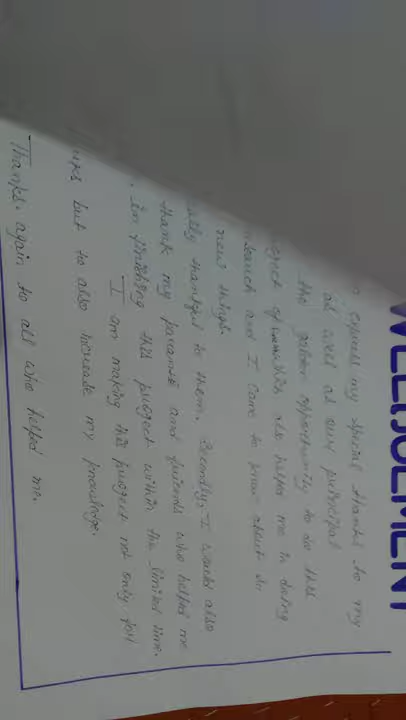 WLEDGEMENT
express my special thanks to my
as well as our principal
the golden opportunity to do this
also helped me in doing
research and I came to know about so
new things.
thankful to them. Secondly, I would also
thank my parents and friends who helped me
in finishing this project within the limited time.
I am making this project not only for
but to also increase my knowledge.
Thanks again to all who helped me.